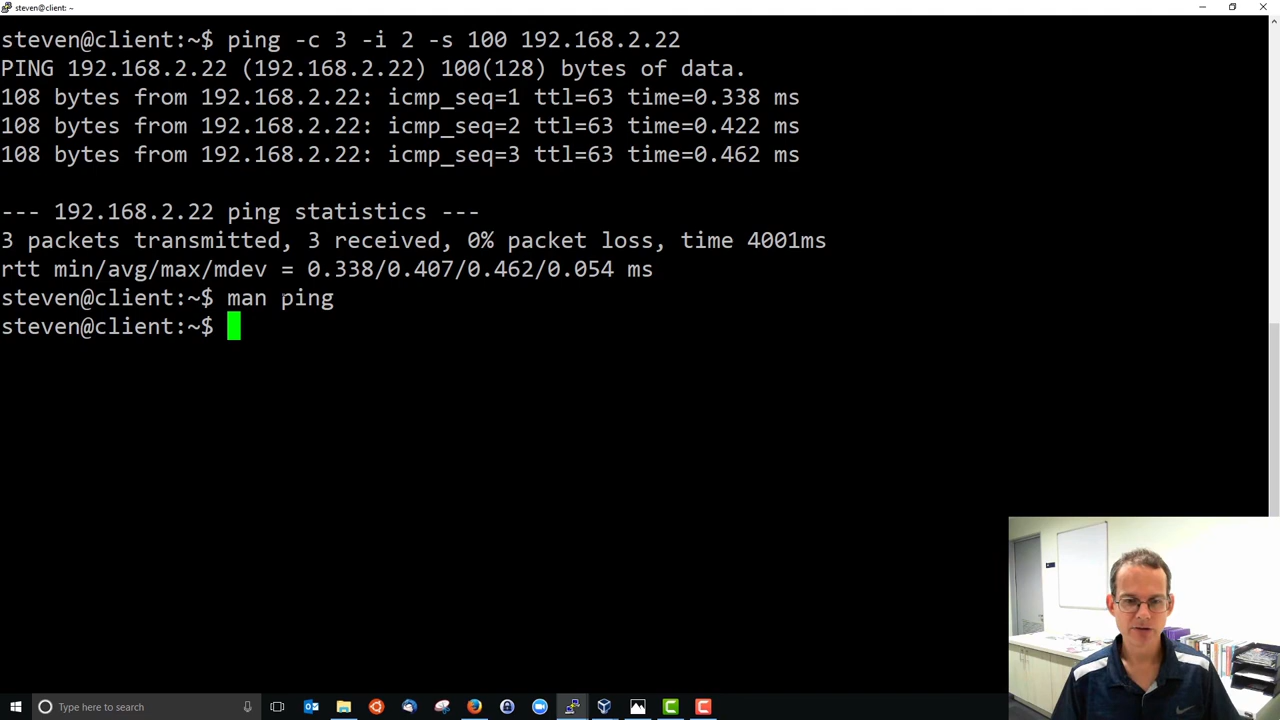 steven@client: ~
steven@client:~$ ping -c 3 -i 2 -s 100 192.168.2.22
PING 192.168.2.22 (192.168.2.22) 100(128) bytes of data.
108 bytes from 192.168.2.22: icmp_seq=1 ttl=63 time=0.338 ms
108 bytes from 192.168.2.22: icmp_seq=2 ttl=63 time=0.422 ms
108 bytes from 192.168.2.22: icmp_seq=3 ttl=63 time=0.462 ms
--- 192.168.2.22 ping statistics ---
3 packets transmitted, 3 received, 0% packet loss, time 4001ms
rtt min/avg/max/mdev = 0.338/0.407/0.462/0.054 ms
steven@client:~$ man ping
steven@client:~$
Type here to search